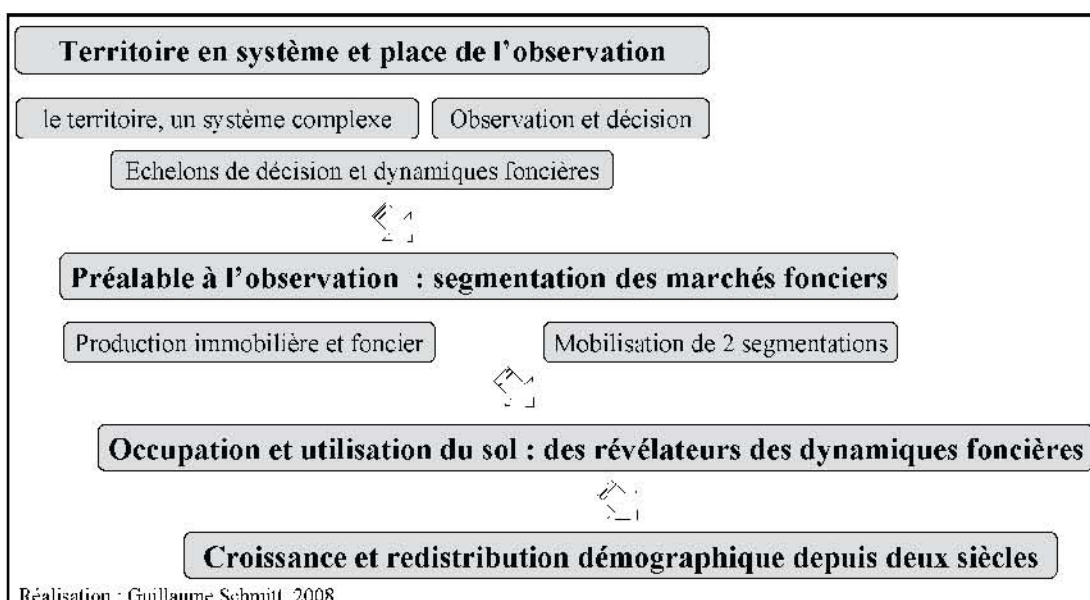 Territoire en système et place de l'observation
le territoire, un système complexe
Observation et décision
Echelons de décision et dynamiques foncières
Préalable à l'observation : segmentation des marchés fonciers
Production immobilière et foncier
Mobilisation de 2 segmentations
Occupation et utilisation du sol : des révélateurs des dynamiques foncières
Croissance et redistribution démographique depuis deux siècles
Réalisation : Guillaume Schmitt, 2008